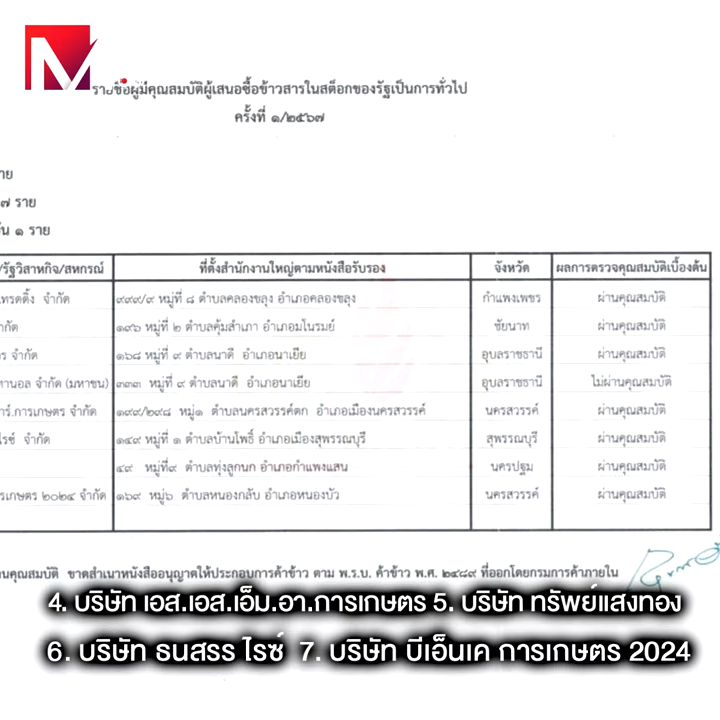 M
รายชื่อผู้มีคุณสมบัติผู้เสนอซื้อข้าวสารในสต็อกของรัฐเป็นการทั่วไป
ครั้งที่ ๑/๒๕๖๗
าย
๗ ราย
ัน ๑ ราย
/รัฐวิสาหกิจ/สหกรณ์ ที่ตั้งสำนักงานใหญ่ตามหนังสือรับรอง จังหวัด ผลการตรวจคุณสมบัติเบื้องต้น
เทรดดิ้ง จำกัด ๙๙๙/๙ หมู่ที่ ๘ ตำบลคลองขลุง อำเภอคลองขลุง กำแพงเพชร ผ่านคุณสมบัติ
ำกัด ๑๙๖ หมู่ที่ ๒ ตำบลคุ้งสำเภา อำเภอมโนรมย์ ชัยนาท ผ่านคุณสมบัติ
ร จำกัด ๑๖๘ หมู่ที่ ๙ ตำบลนาดี อำเภอนาเยีย อุบลราชธานี ผ่านคุณสมบัติ
ทานอล จำกัด (มหาชน) ๓๓๓ หมู่ที่ ๙ ตำบลนาดี อำเภอนาเยีย อุบลราชธานี ไม่ผ่านคุณสมบัติ
าร์.การเกษตร จำกัด ๑๙๙/๒๙๘ หมู่๑ ตำบลนครสวรรค์ตก อำเภอเมืองนครสวรรค์ นครสวรรค์ ผ่านคุณสมบัติ
ไรซ์ จำกัด ๑๔๙ หมู่ที่ ๑ ตำบลบ้านโพธิ์ อำเภอเมืองสุพรรณบุรี สุพรรณบุรี ผ่านคุณสมบัติ
๔๙ หมู่ที่๙ ตำบลทุ่งลูกนก อำเภอกำแพงแสน นครปฐม ผ่านคุณสมบัติ
รเกษตร ๒๐๒๔ จำกัด ๑๖๙ หมู่๖ ตำบลหนองกลับ อำเภอหนองบัว นครสวรรค์ ผ่านคุณสมบัติ
านคุณสมบัติ ขาดสำเนาหนังสืออนุญาตให้ประกอบการค้าข้าว ตาม พ.ร.บ. ค้าข้าว พ.ศ. ๒๔๘๙ ที่ออกโดยกรมการค้าภายใน
4. บริษัท เอส.เอส.เอ็ม.อา.การเกษตร 5. บริษัท ทรัพย์แสงทอง
6. บริษัท ธนสรร ไรซ์ 7. บริษัท บีเอ็นเค การเกษตร 2024